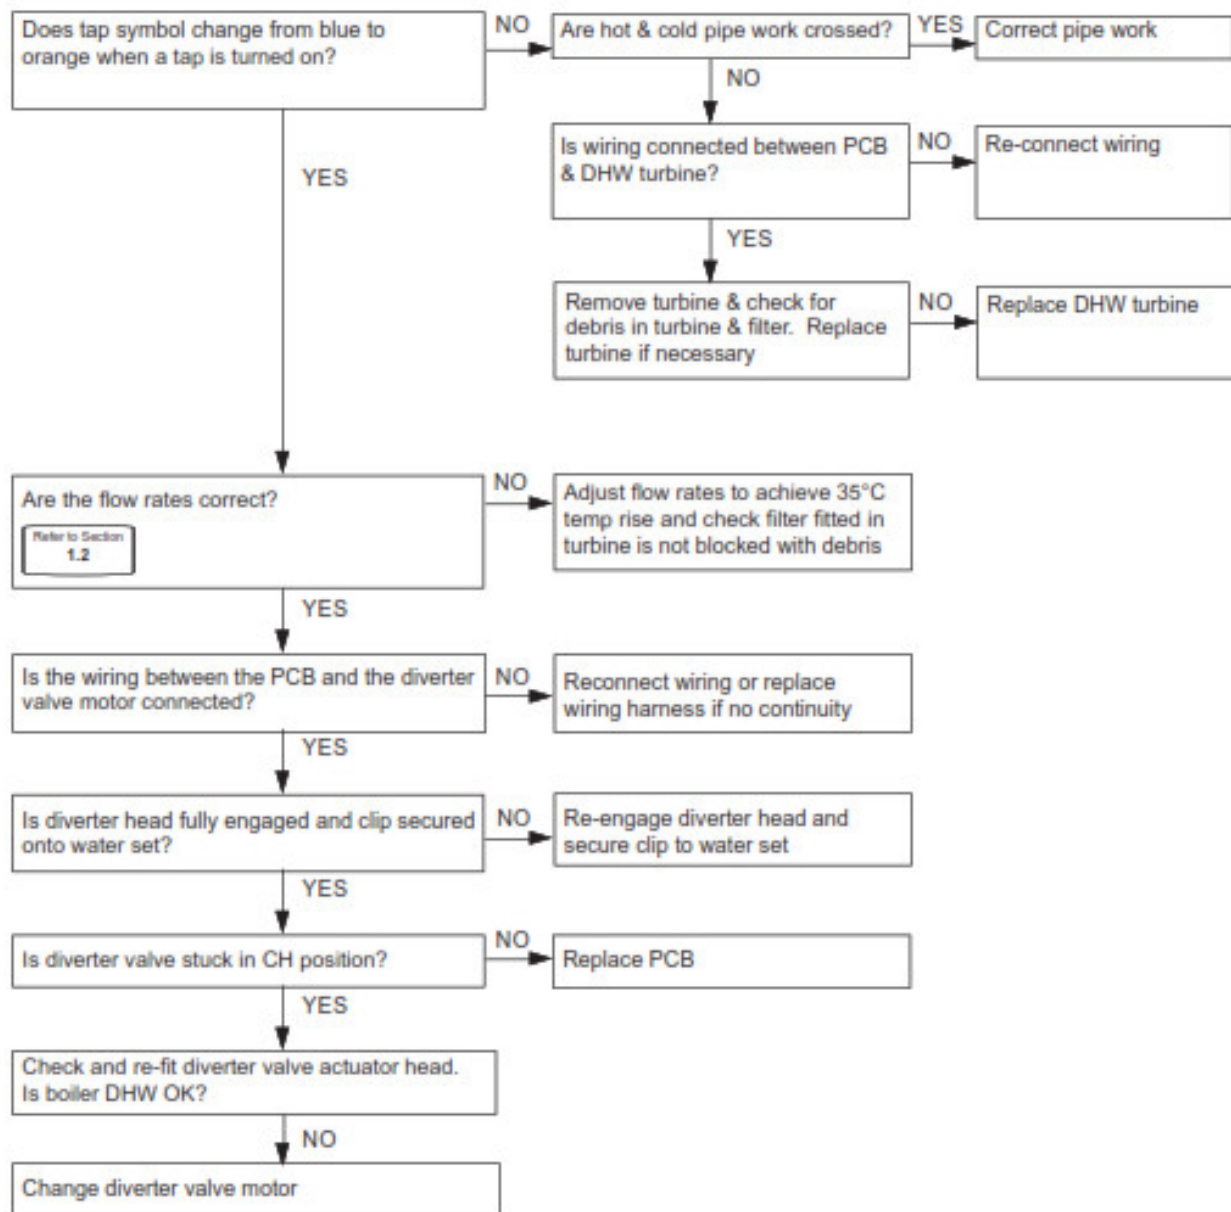 Does tap symbol change from blue to
orange when a tap is turned on?
NO
Are hot & cold pipe work crossed?
YES
Correct pipe work
NO
Is wiring connected between PCB
& DHW turbine?
NO
Re-connect wiring
YES
YES
Remove turbine & check for
debris in turbine & filter. Replace
turbine if necessary
NO
Replace DHW turbine
Are the flow rates correct?
Refer to Section
1.2
NO
Adjust flow rates to achieve 35°C
temp rise and check filter fitted in
turbine is not blocked with debris
YES
Is the wiring between the PCB and the diverter
valve motor connected?
NO
Reconnect wiring or replace
wiring harness if no continuity
YES
Is diverter head fully engaged and clip secured
onto water set?
NO
Re-engage diverter head and
secure clip to water set
YES
Is diverter valve stuck in CH position?
NO
Replace PCB
YES
Check and re-fit diverter valve actuator head.
Is boiler DHW OK?
NO
Change diverter valve motor